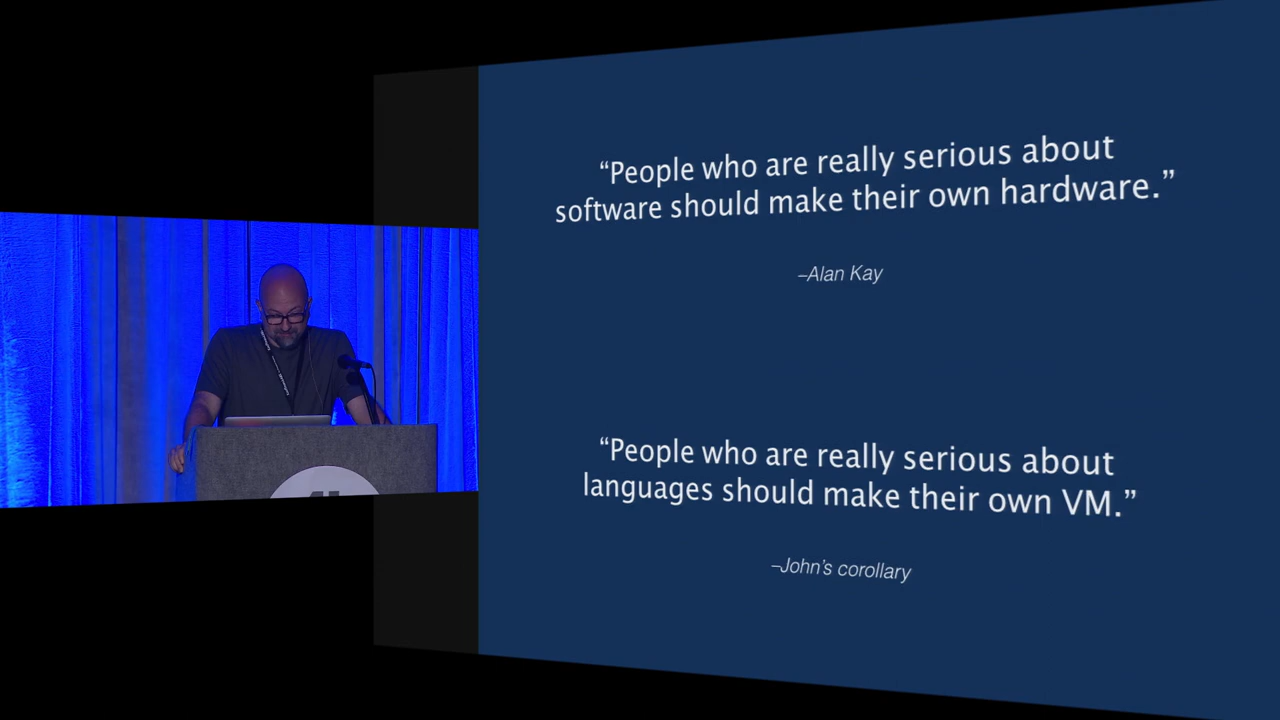 “People who are really serious about
software should make their own hardware.”
–Alan Kay
“People who are really serious about
languages should make their own VM.”
–John’s corollary